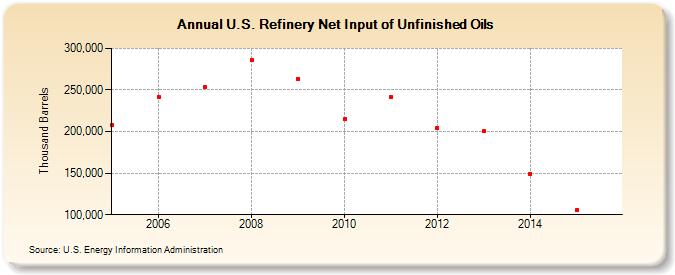 Annual U.S. Refinery Net Input of Unfinished Oils
Thousand Barrels
300,000
250,000
200,000
150,000
100,000
2006 2008 2010 2012 2014
Source: U.S. Energy Information Administration